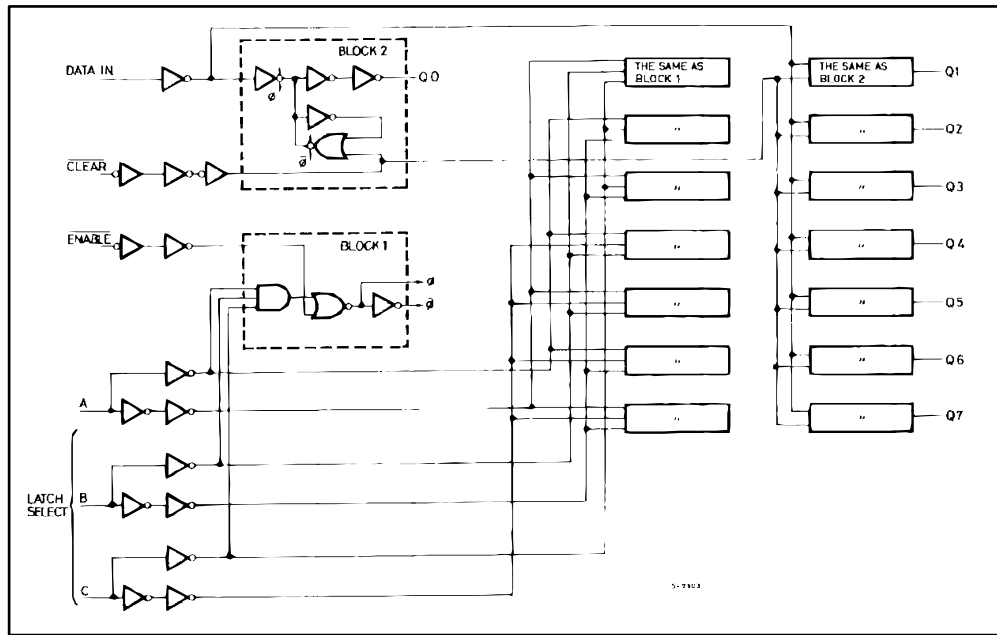 BLOCK 2
DATA IN
Q0
THE SAME AS
BLOCK 1
THE SAME AS
BLOCK 2
Q1
ø
ø̄
"
"
Q2
CLEAR
"
"
Q3
ENABLE
BLOCK 1
"
"
Q4
ø
ø̄
"
"
Q5
"
"
Q6
A
"
"
Q7
LATCH
SELECT
B
C
S-7903